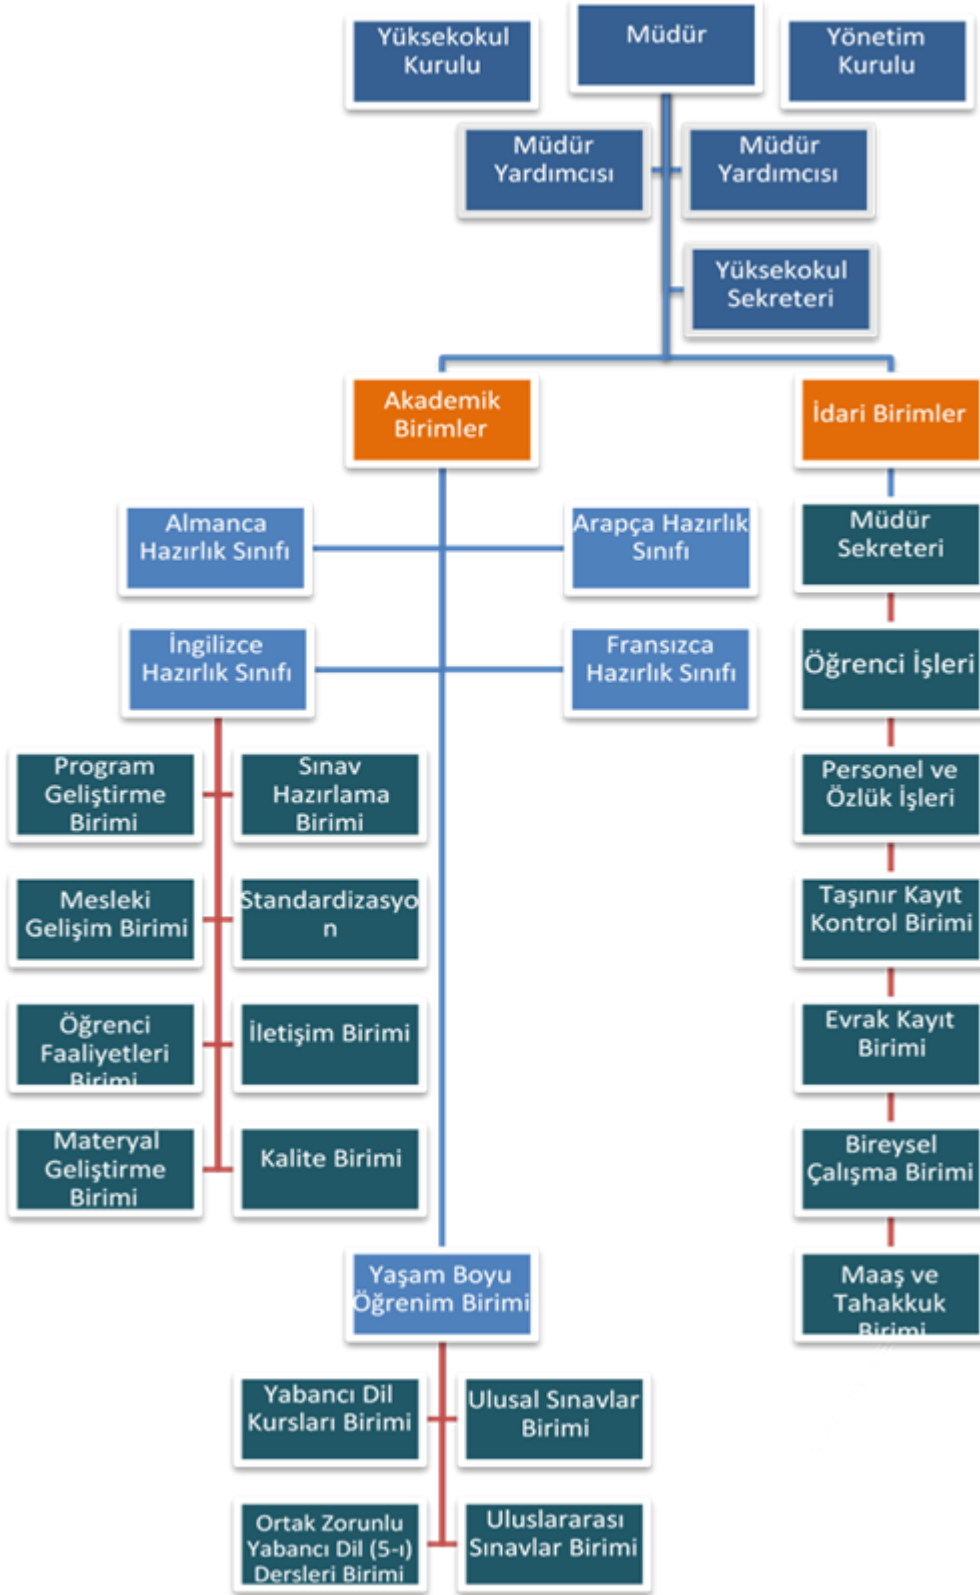 Yüksekokul
Kurulu
Müdür
Yönetim
Kurulu
Müdür
Yardımcısı
Müdür
Yardımcısı
Yüksekokul
Sekreteri
Akademik
Birimler
İdari Birimler
Almanca
Hazırlık Sınıfı
Arapça Hazırlık
Sınıfı
Müdür
Sekreteri
İngilizce
Hazırlık Sınıfı
Fransızca
Hazırlık Sınıfı
Öğrenci İşleri
Program
Geliştirme
Birimi
Sınav
Hazırlama
Birimi
Personel ve
Özlük İşleri
Mesleki
Gelişim Birimi
Standardizasyo
n
Taşınır Kayıt
Kontrol Birimi
Öğrenci
Faaliyetleri
Birimi
İletişim Birimi
Evrak Kayıt
Birimi
Materyal
Geliştirme
Birimi
Kalite Birimi
Bireysel
Çalışma Birimi
Yaşam Boyu
Öğrenim Birimi
Maaş ve
Tahakkuk
Birimi
Yabancı Dil
Kursları Birimi
Ulusal Sınavlar
Birimi
Ortak Zorunlu
Yabancı Dil (5-ı)
Dersleri Birimi
Uluslararası
Sınavlar Birimi